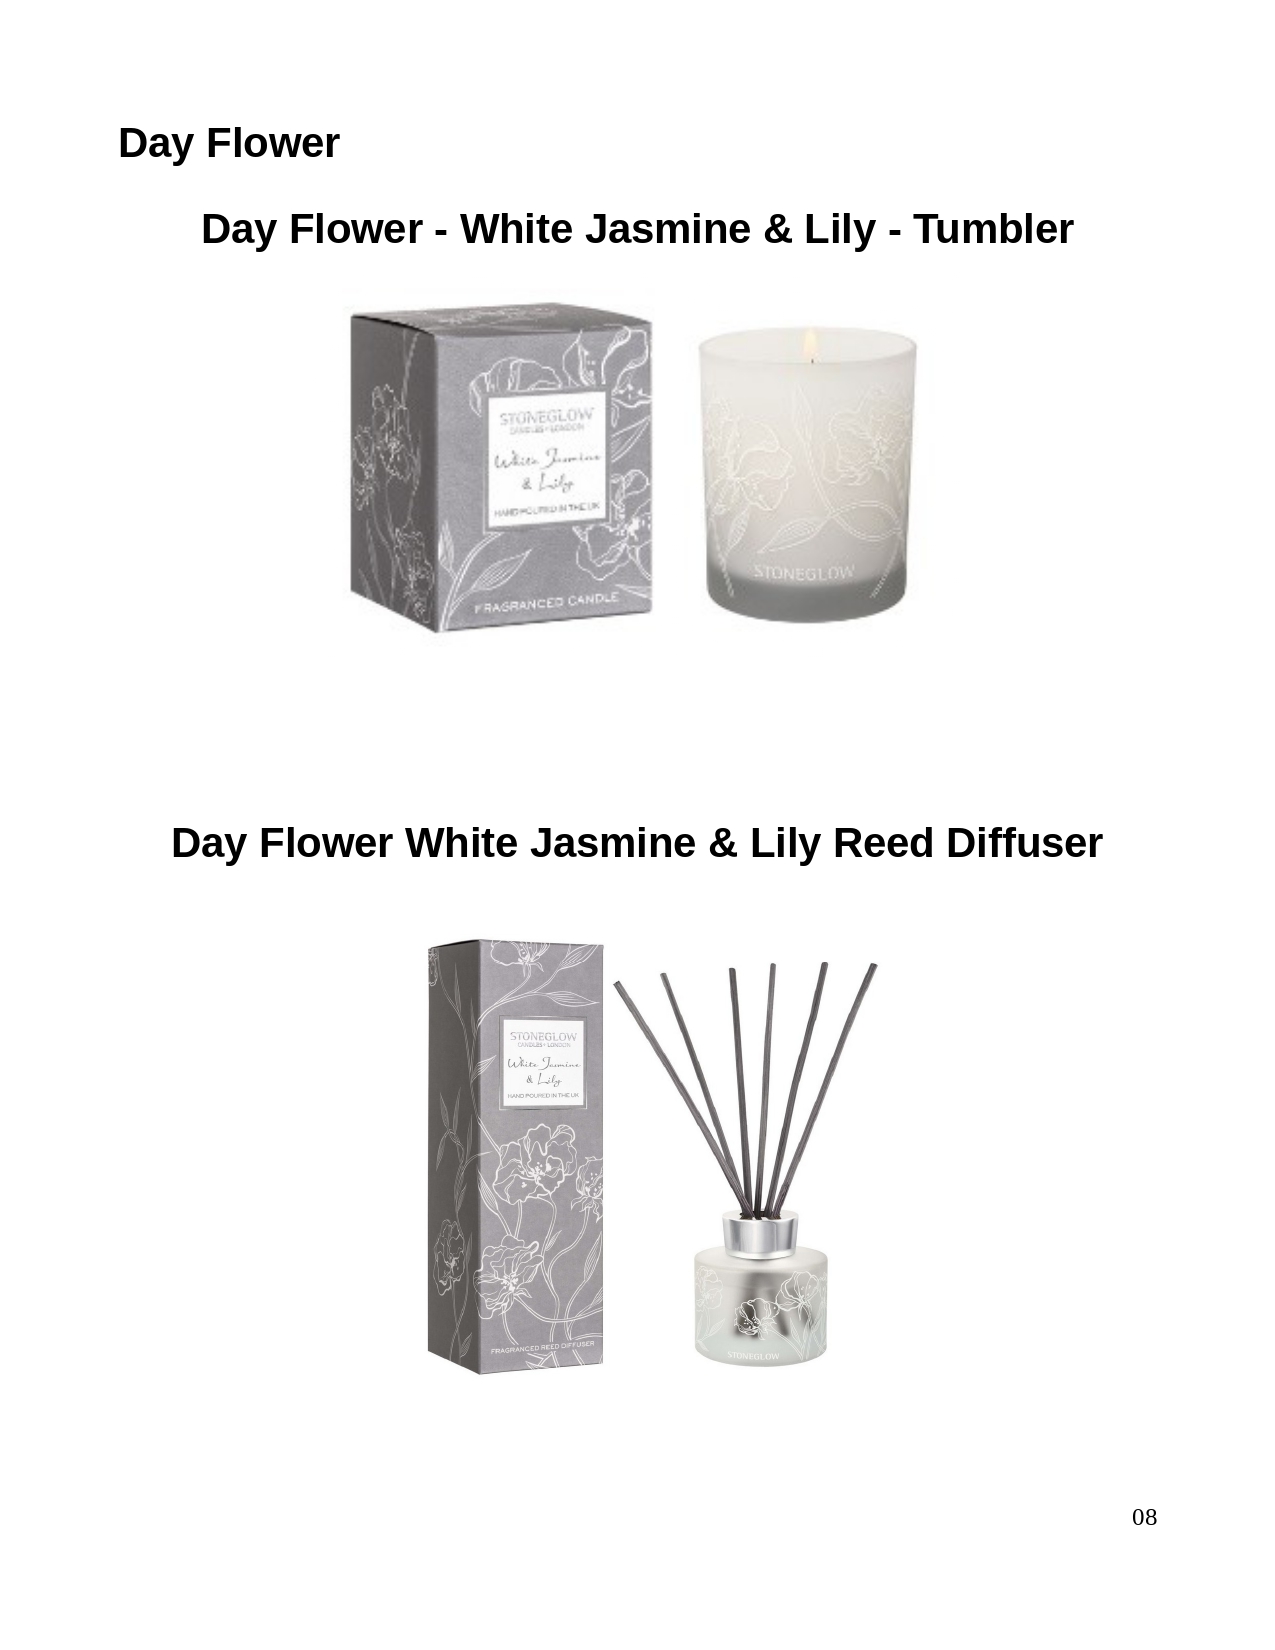 Day Flower
Day Flower - White Jasmine & Lily - Tumbler
STONEGLOW
CANDLES • LONDON
White Jasmine
& Lily
HAND POURED IN THE UK
FRAGRANCED CANDLE
STONEGLOW
Day Flower White Jasmine & Lily Reed Diffuser
STONEGLOW
CANDLES • LONDON
White Jasmine
& Lily
HAND POURED IN THE UK
FRAGRANCED REED DIFFUSER
STONEGLOW
08